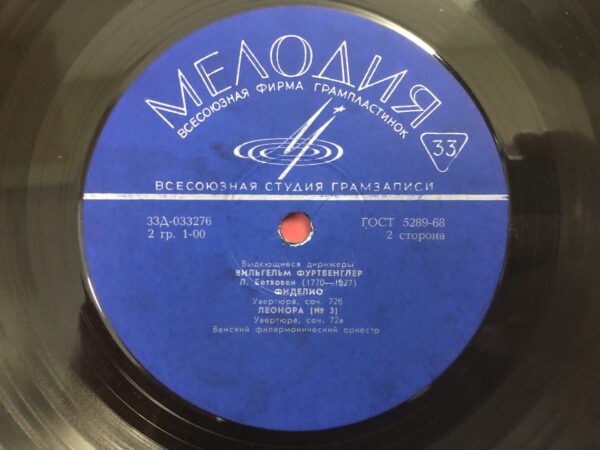 МЕЛОДИЯ
ВСЕСОЮЗНАЯ ФИРМА ГРАМПЛАСТИНОК
33
ВСЕСОЮЗНАЯ СТУДИЯ ГРАМЗАПИСИ
33Д-033276 ГОСТ 5289-68
2 гр. 1-00 2 сторона
Выдающиеся дирижеры
ВИЛЬГЕЛЬМ ФУРТВЕНГЛЕР
Л. Бетховен (1770—1827)
ФИДЕЛИО
Увертюра, соч. 72б
ЛЕОНОРА [№ 3]
Увертюра, соч. 72а
Венский филармонический оркестр